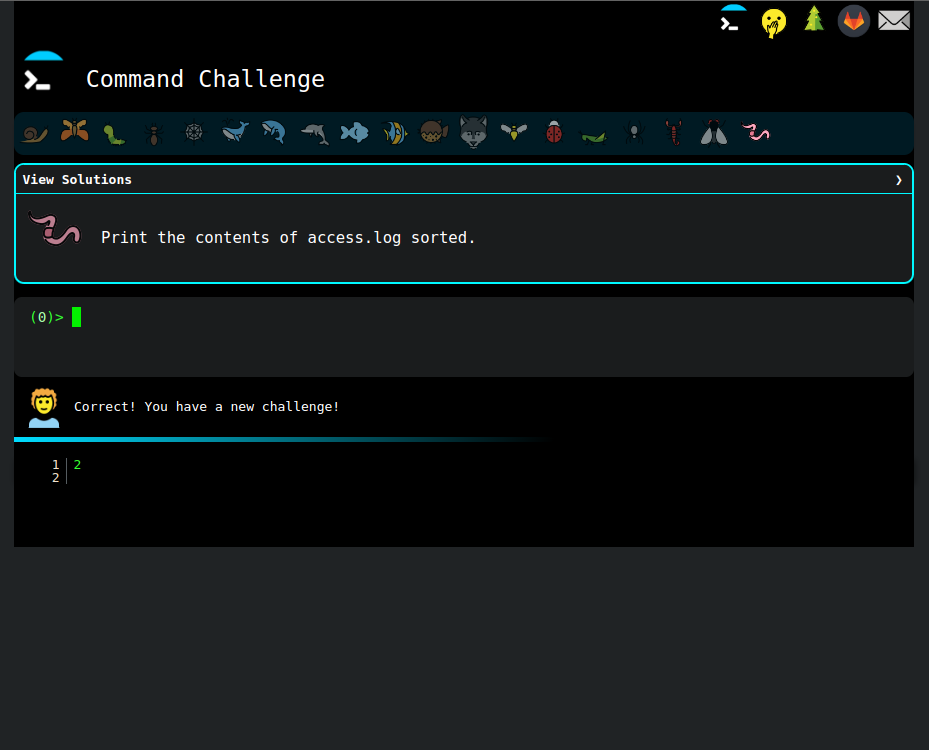 Command Challenge
View Solutions ❯
Print the contents of access.log sorted.
(0)>
Correct! You have a new challenge!
1 2
2